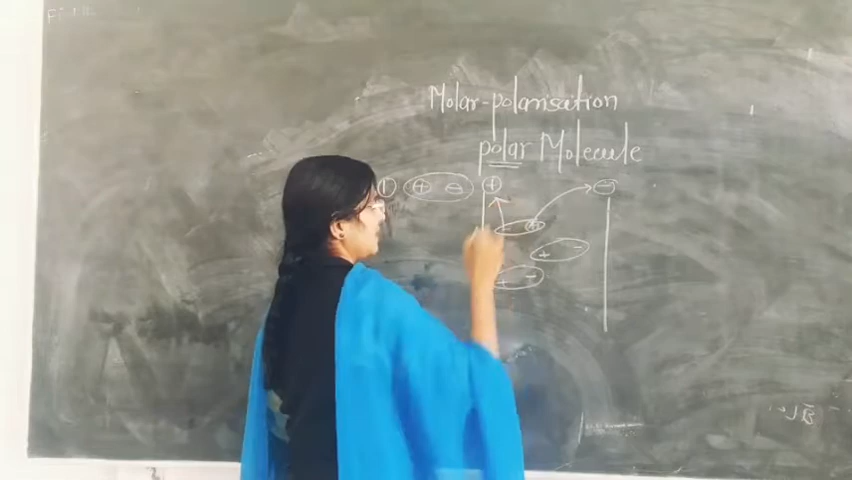 Molar-polarisation
polar Molecule
+ - + -
- +
+ -
+ -